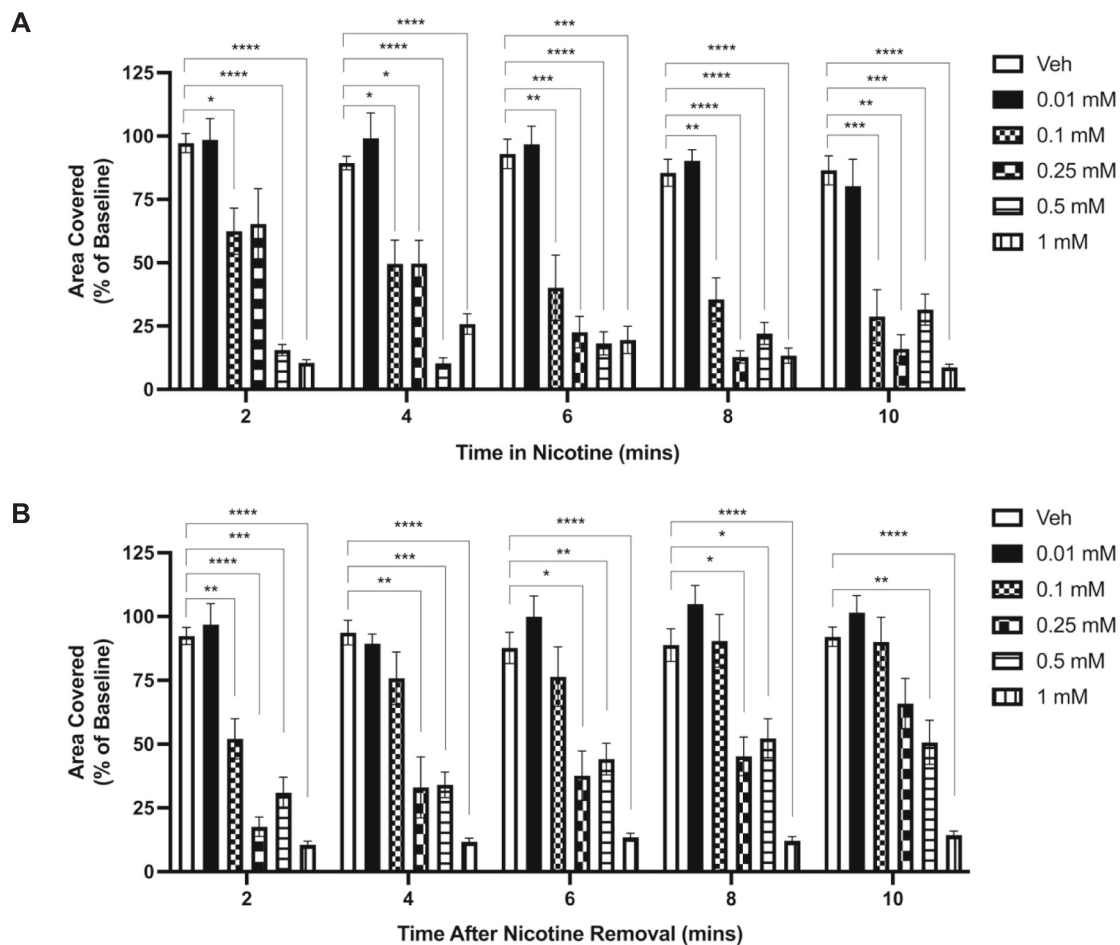 A
****
****
*
****
****
*
*
***
****
***
**
****
****
****
**
****
***
**
***
125
100
75
50
25
0
Area Covered
(% of Baseline)
2 4 6 8 10
Time in Nicotine (mins)
Veh
0.01 mM
0.1 mM
0.25 mM
0.5 mM
1 mM
B
****
***
****
**
****
***
**
****
**
*
****
*
*
****
**
125
100
75
50
25
0
Area Covered
(% of Baseline)
2 4 6 8 10
Time After Nicotine Removal (mins)
Veh
0.01 mM
0.1 mM
0.25 mM
0.5 mM
1 mM